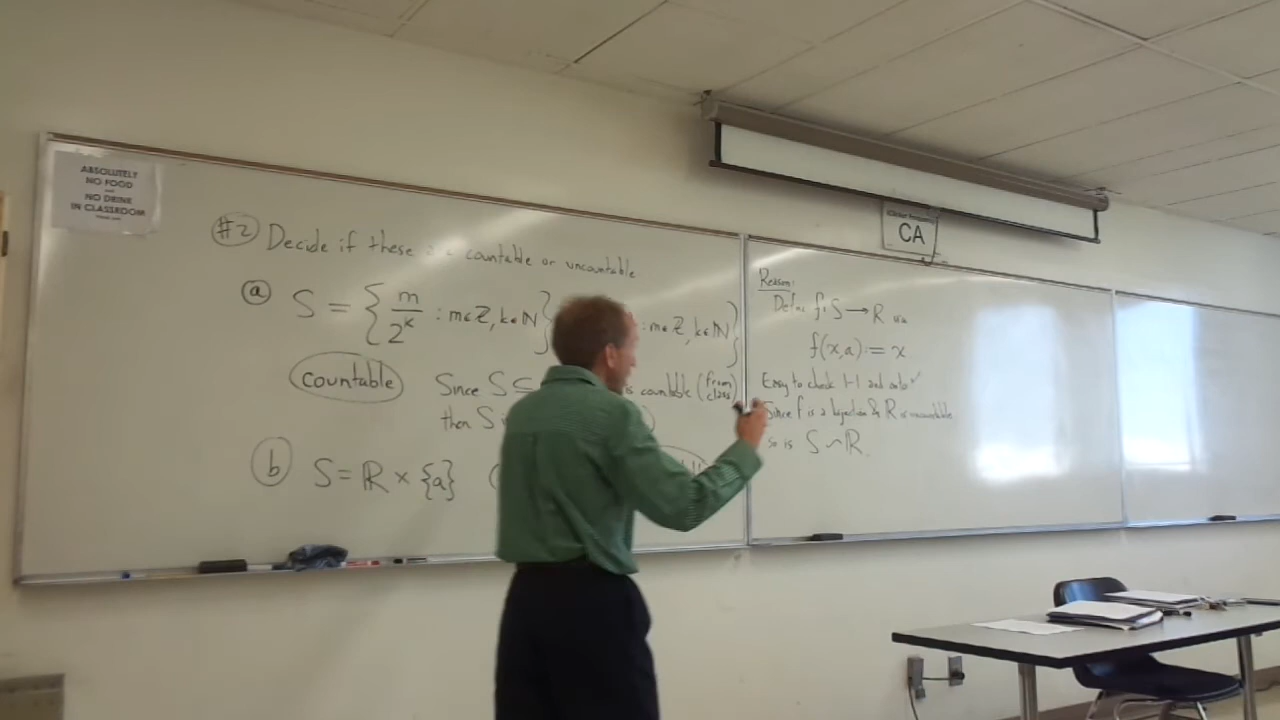 ABSOLUTELY
NO FOOD
NO DRINK
IN CLASSROOM
#2 Decide if these countable or uncountable
a S = { m/2^k : m∈Z, k∈N } : m∈Z, k∈N }
countable Since S ⊆ is countable (from class)
then S
b S = R × {a}
CA
Reason:
Define f: S → R via
f(x,a) := x
Easy to check 1-1 and onto ✓
Since f is a bijection & R is uncountable
so is S ~ R.